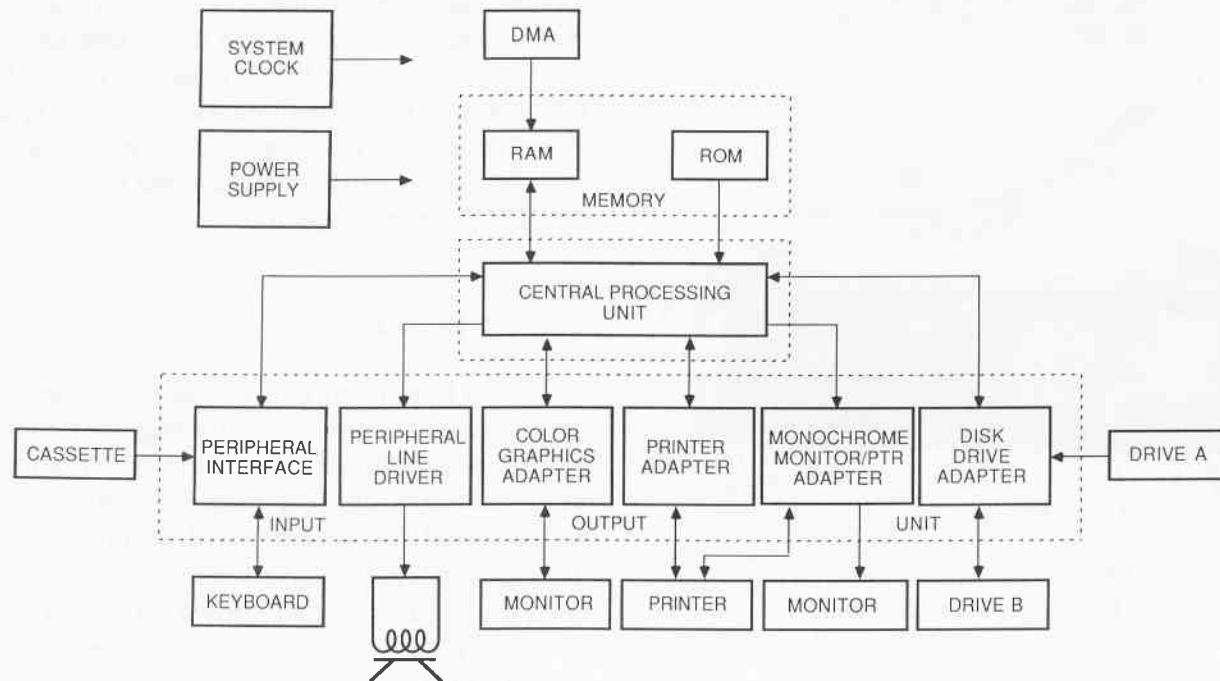 SYSTEM
CLOCK
DMA
POWER
SUPPLY
RAM
ROM
MEMORY
CENTRAL PROCESSING
UNIT
CASSETTE
PERIPHERAL
INTERFACE
PERIPHERAL
LINE
DRIVER
COLOR
GRAPHICS
ADAPTER
PRINTER
ADAPTER
MONOCHROME
MONITOR/PTR
ADAPTER
DISK
DRIVE
ADAPTER
DRIVE A
INPUT
OUTPUT
UNIT
KEYBOARD
MONITOR
PRINTER
MONITOR
DRIVE B